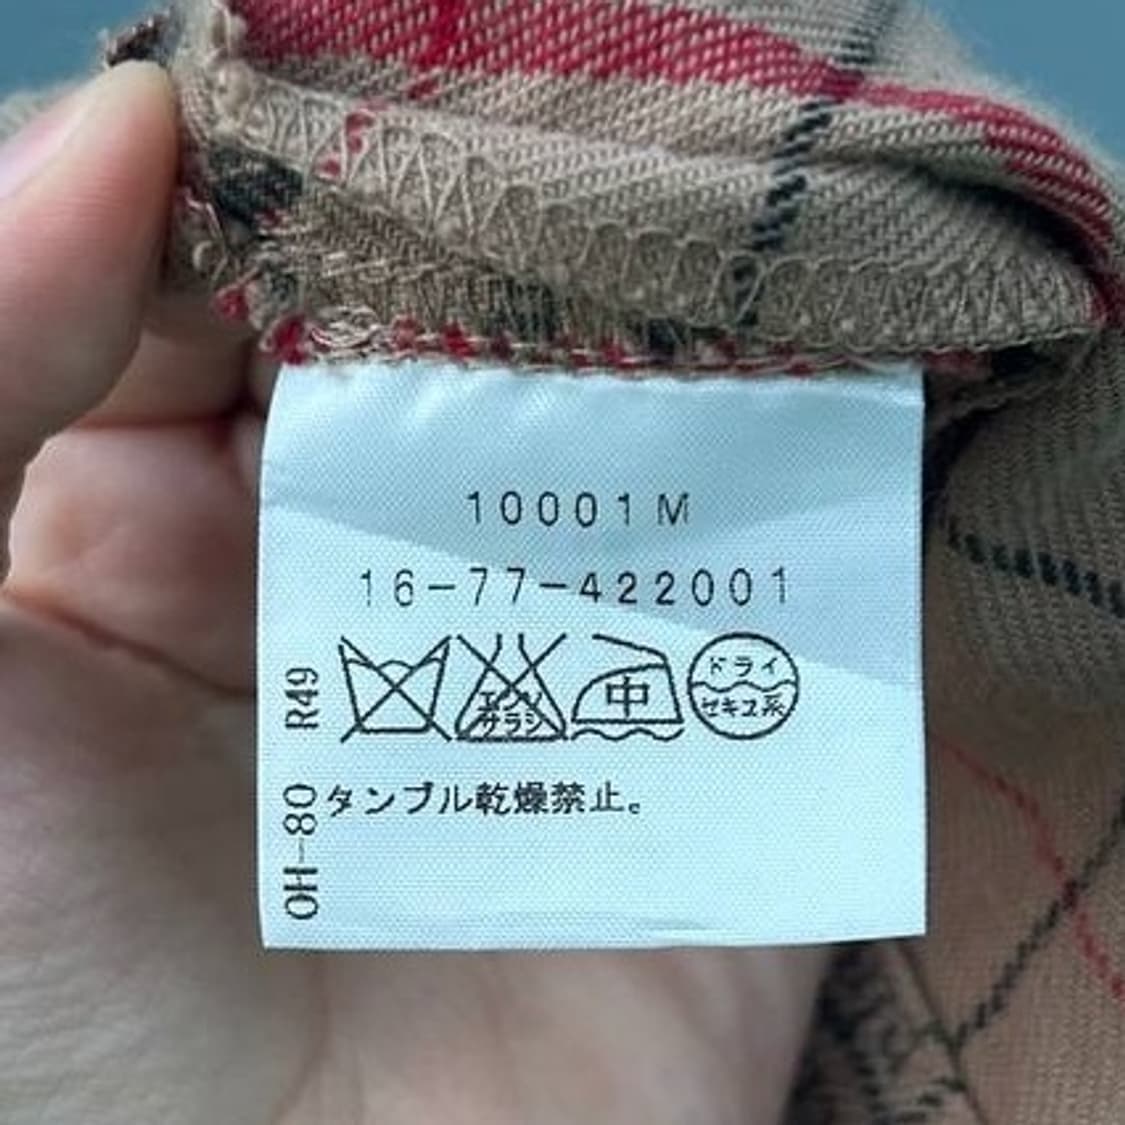 10001 M
16-77-422001
エンソ
サラシ
中
ドライ
セキユ系
タンブル乾燥禁止。
OH-80 R49